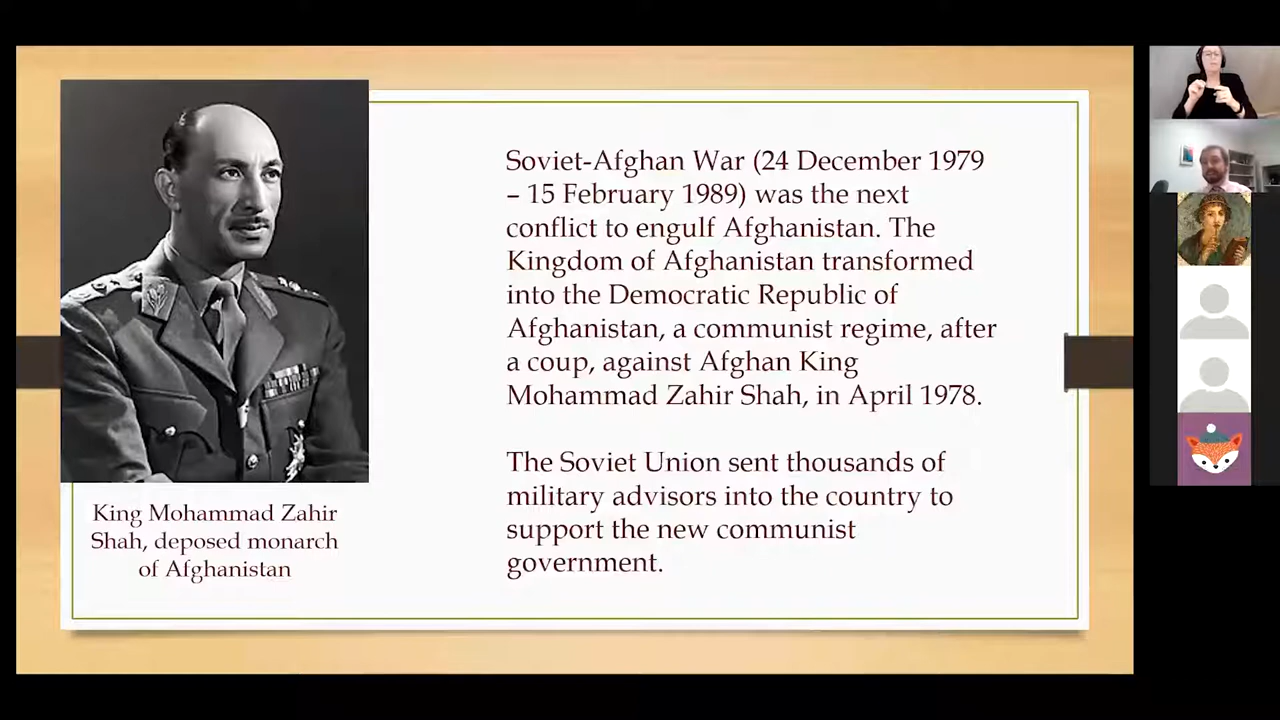 Soviet-Afghan War (24 December 1979
– 15 February 1989) was the next
conflict to engulf Afghanistan. The
Kingdom of Afghanistan transformed
into the Democratic Republic of
Afghanistan, a communist regime, after
a coup, against Afghan King
Mohammad Zahir Shah, in April 1978.
The Soviet Union sent thousands of
military advisors into the country to
support the new communist
government.
King Mohammad Zahir
Shah, deposed monarch
of Afghanistan